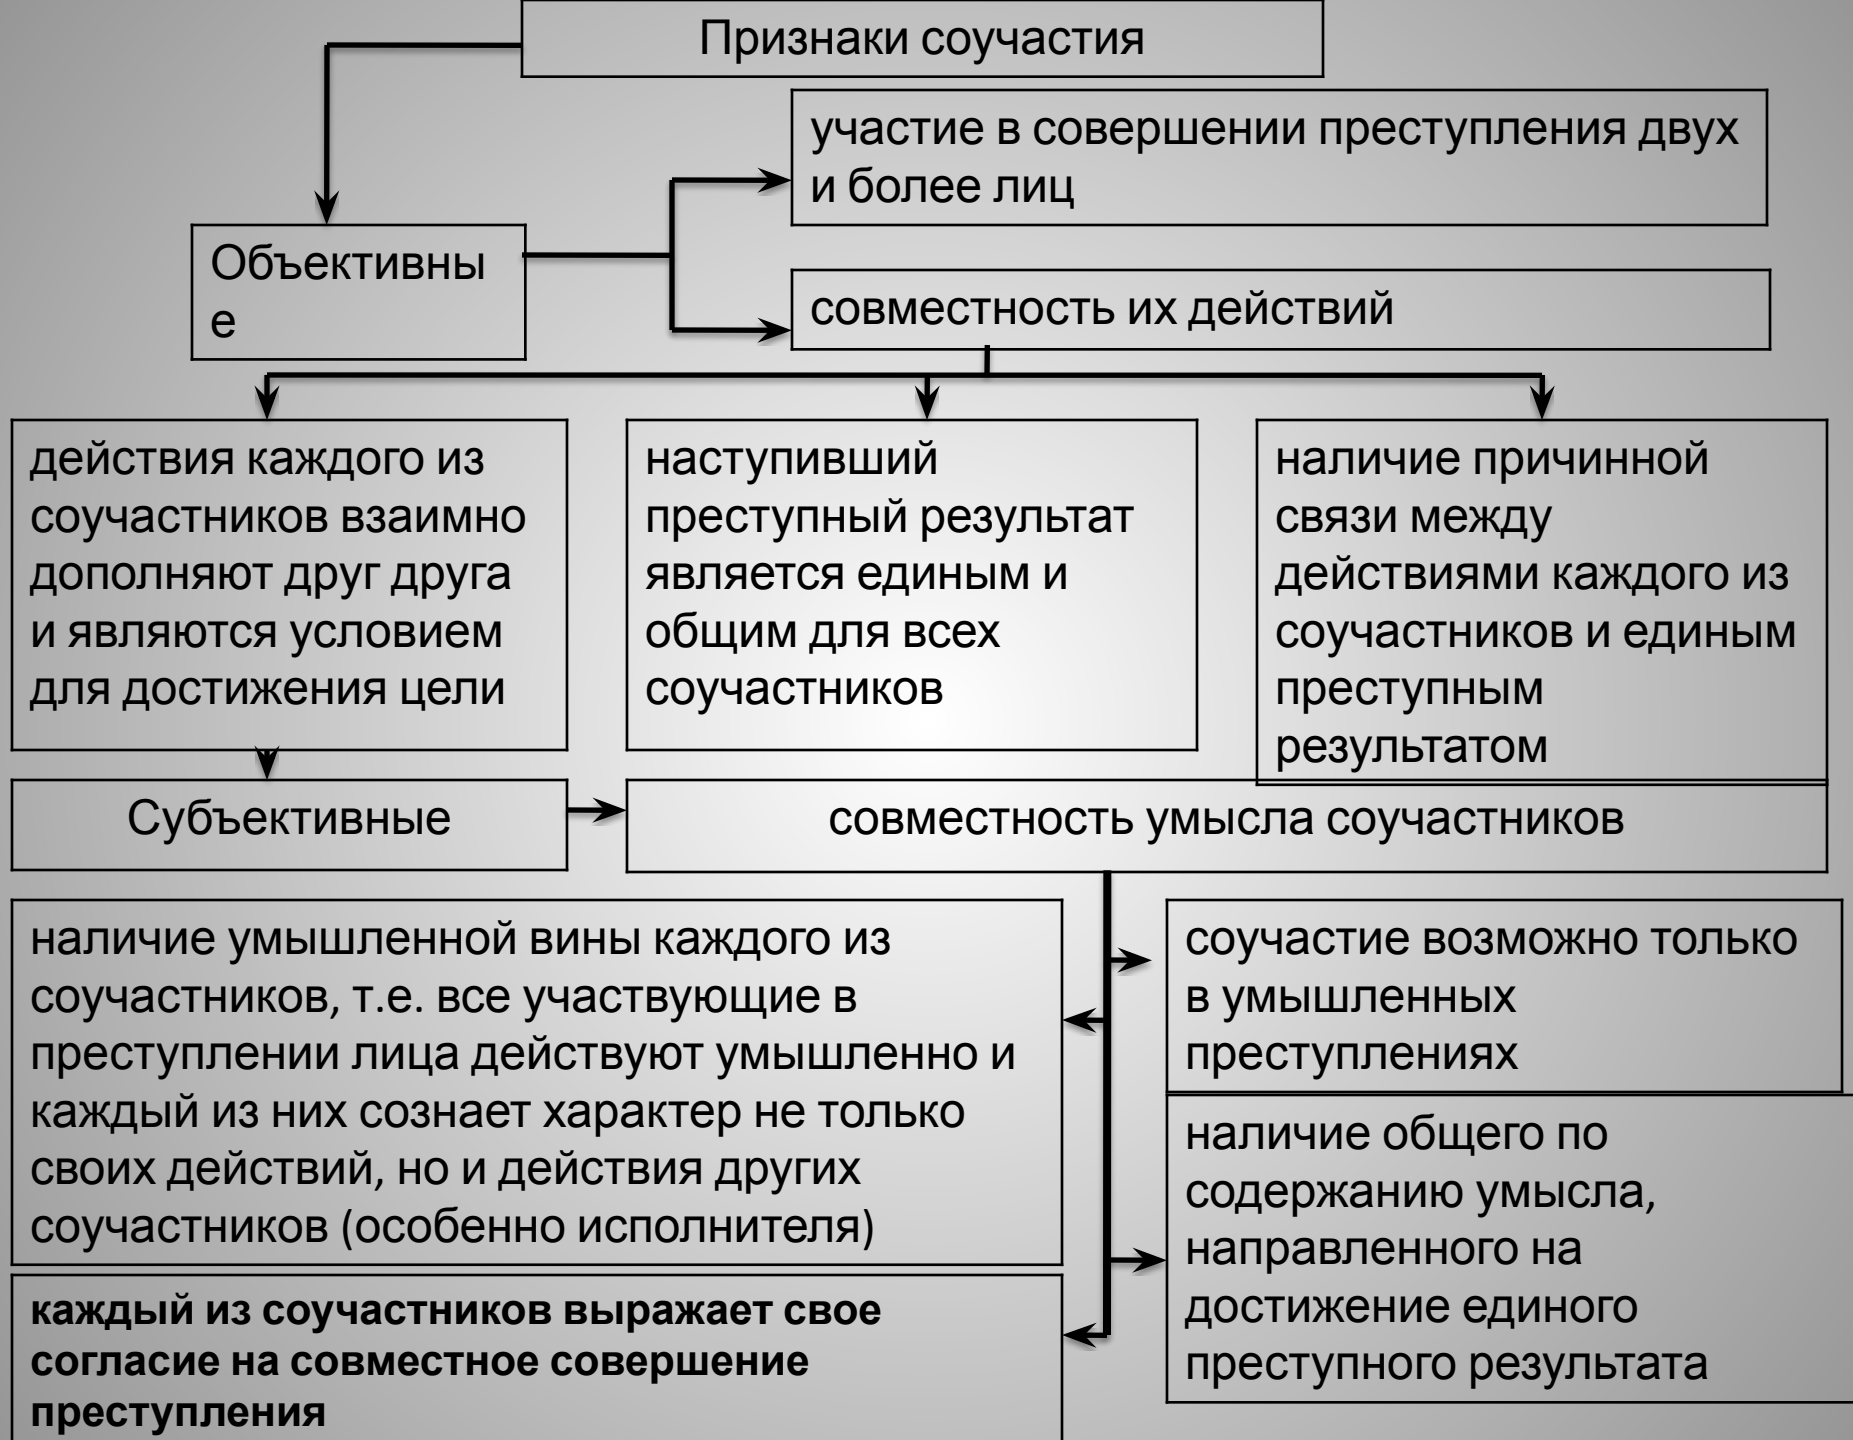 Признаки соучастия
участие в совершении преступления двух
и более лиц
Объективны
е
совместность их действий
действия каждого из
соучастников взаимно
дополняют друг друга
и являются условием
для достижения цели
наступивший
преступный результат
является единым и
общим для всех
соучастников
наличие причинной
связи между
действиями каждого из
соучастников и единым
преступным
результатом
Субъективные
совместность умысла соучастников
наличие умышленной вины каждого из
соучастников, т.е. все участвующие в
преступлении лица действуют умышленно и
каждый из них сознает характер не только
своих действий, но и действия других
соучастников (особенно исполнителя)
соучастие возможно только
в умышленных
преступлениях
наличие общего по
содержанию умысла,
направленного на
достижение единого
преступного результата
каждый из соучастников выражает свое
согласие на совместное совершение
преступления